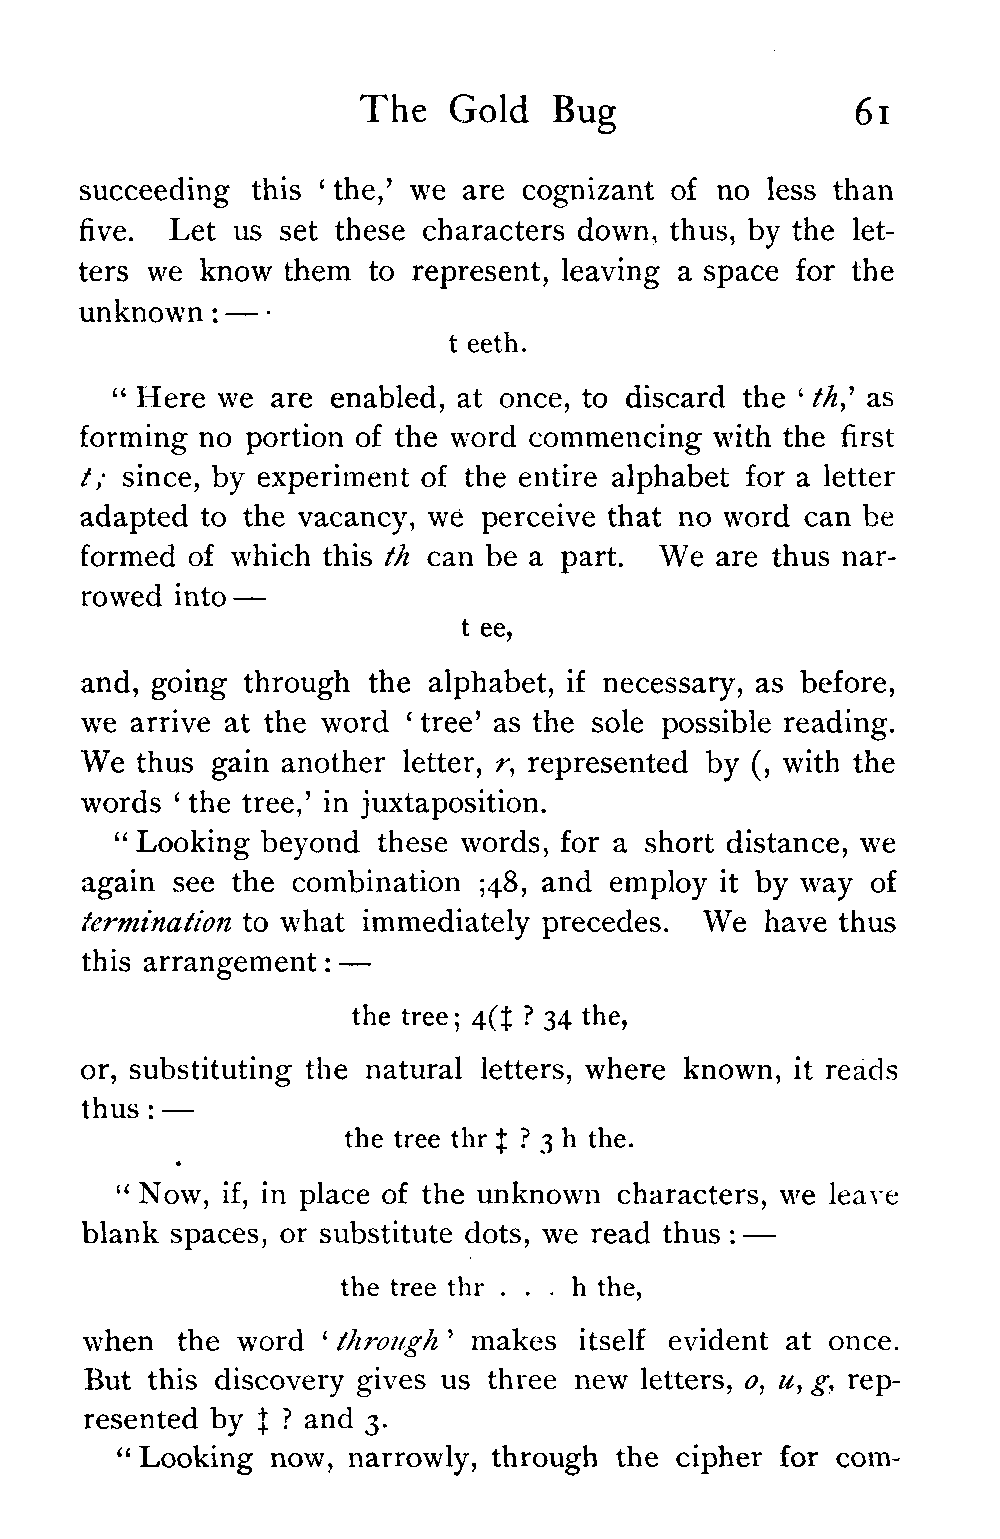 The Gold Bug 61
succeeding this ‘the,’ we are cognizant of no less than
five. Let us set these characters down, thus, by the let-
ters we know them to represent, leaving a space for the
unknown:—
t eeth.
“Here we are enabled, at once, to discard the ‘th,’ as
forming no portion of the word commencing with the first
t; since, by experiment of the entire alphabet for a letter
adapted to the vacancy, we perceive that no word can be
formed of which this th can be a part. We are thus nar-
rowed into—
t ee,
and, going through the alphabet, if necessary, as before,
we arrive at the word ‘tree’ as the sole possible reading.
We thus gain another letter, r, represented by (, with the
words ‘the tree,’ in juxtaposition.
“Looking beyond these words, for a short distance, we
again see the combination ;48, and employ it by way of
termination to what immediately precedes. We have thus
this arrangement:—
the tree; 4(‡ ? 34 the,
or, substituting the natural letters, where known, it reads
thus:—
the tree thr ‡ ? 3 h the.
“Now, if, in place of the unknown characters, we leave
blank spaces, or substitute dots, we read thus:—
the tree thr . . . h the,
when the word ‘through’ makes itself evident at once.
But this discovery gives us three new letters, o, u, g, rep-
resented by ‡ ? and 3.
“Looking now, narrowly, through the cipher for com-